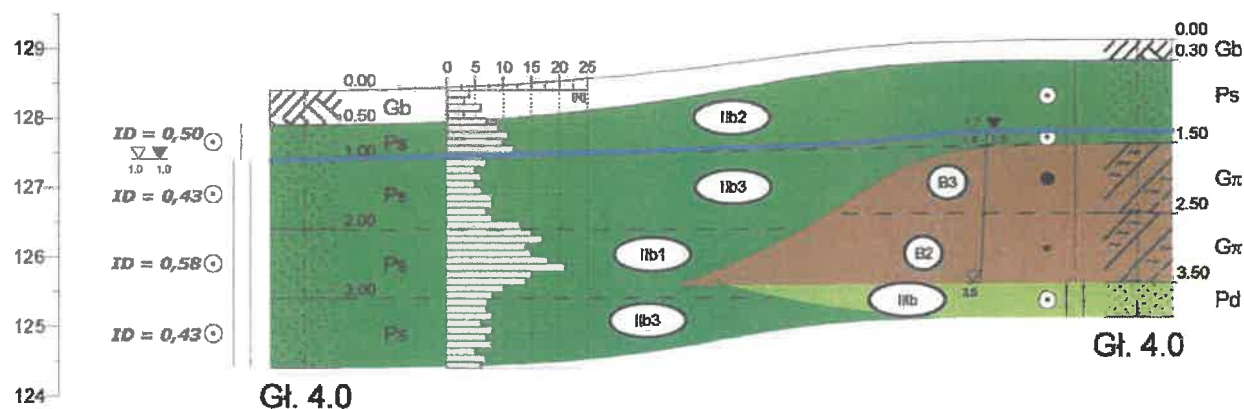 129
128
127
126
125
124
ID = 0,50
1.0 1.0
ID = 0,43
ID = 0,58
ID = 0,43
0.00
0.50
1.00
2.00
3.00
Gb
Ps
Ps
Ps
Ps
Gł. 4.0
0 5 10 15 20 25
IIb2
IIb3
IIb1
IIb3
B3
B2
IIIb
3.5
0.00
0.30
Gb
Ps
1.50
Gπ
2.50
Gπ
3.50
Pd
Gł. 4.0